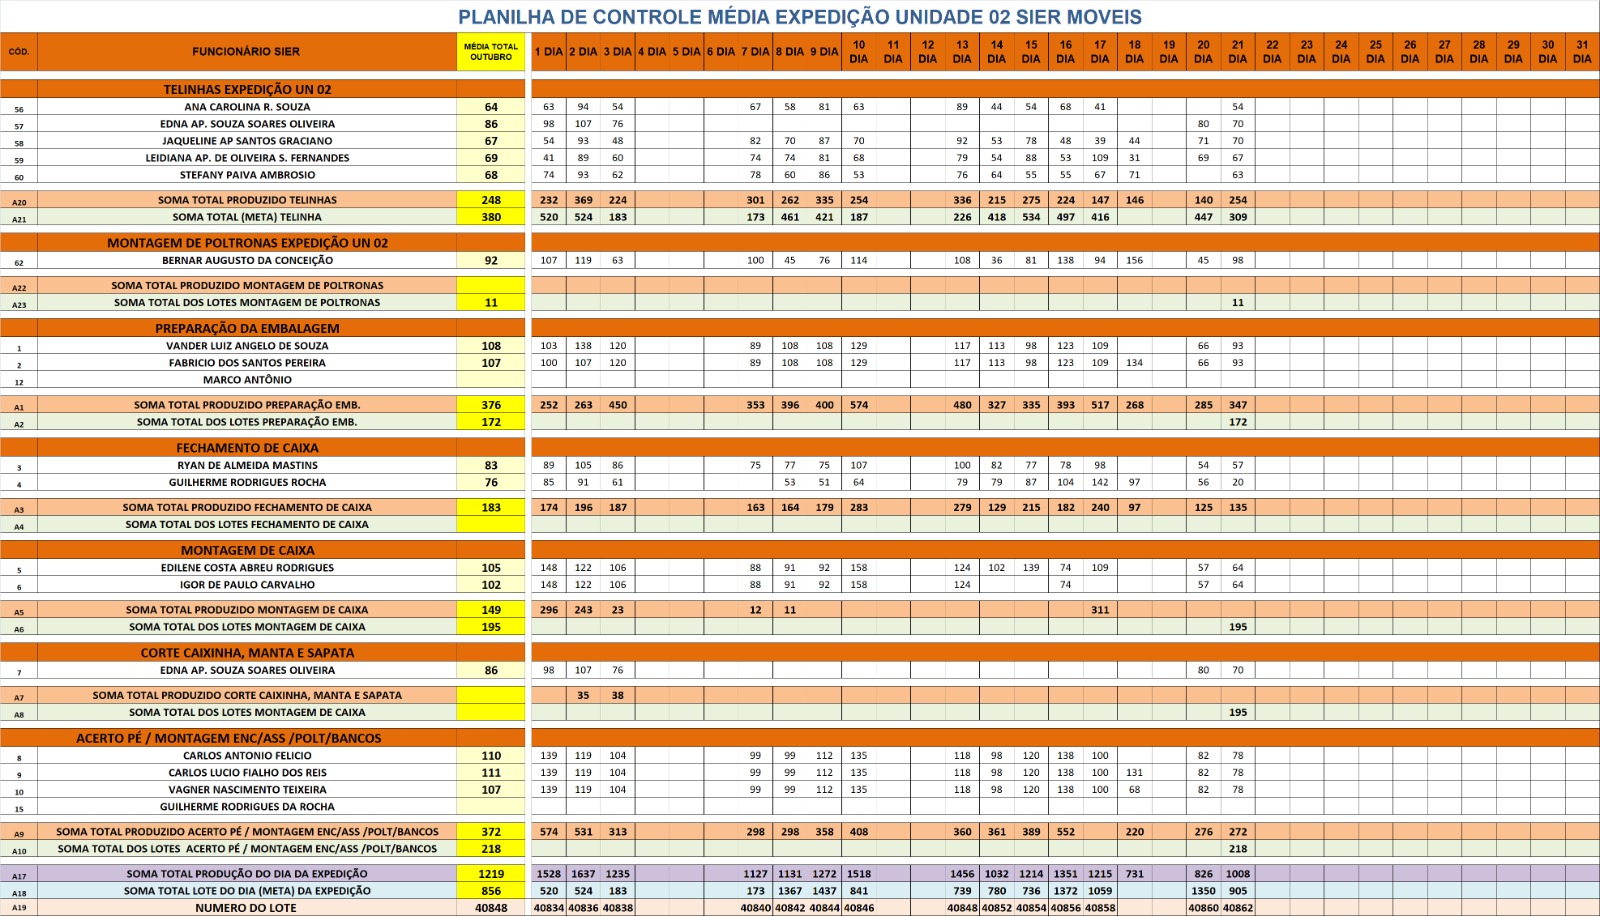 PLANILHA DE CONTROLE MÉDIA EXPEDIÇÃO UNIDADE 02 SIER MOVEIS
CÓD. FUNCIONÁRIO SIER MÉDIA TOTAL OUTUBRO 1 DIA 2 DIA 3 DIA 4 DIA 5 DIA 6 DIA 7 DIA 8 DIA 9 DIA 10 DIA 11 DIA 12 DIA 13 DIA 14 DIA 15 DIA 16 DIA 17 DIA 18 DIA 19 DIA 20 DIA 21 DIA 22 DIA 23 DIA 24 DIA 25 DIA 26 DIA 27 DIA 28 DIA 29 DIA 30 DIA 31 DIA
TELINHAS EXPEDIÇÃO UN 02
56 ANA CAROLINA R. SOUZA 64 63 94 54 67 58 81 63 89 44 54 68 41 54
57 EDNA AP. SOUZA SOARES OLIVEIRA 86 98 107 76 80 70
58 JAQUELINE AP SANTOS GRACIANO 67 54 93 48 82 70 87 70 92 53 78 48 39 44 71 70
59 LEIDIANA AP. DE OLIVEIRA S. FERNANDES 69 41 89 60 74 74 81 68 79 54 88 53 109 31 69 67
60 STEFANY PAIVA AMBROSIO 68 74 93 62 78 60 86 53 76 64 55 55 67 71 63
A20 SOMA TOTAL PRODUZIDO TELINHAS 248 232 369 224 301 262 335 254 336 215 275 224 147 146 140 254
A21 SOMA TOTAL (META) TELINHA 380 520 524 183 173 461 421 187 226 418 534 497 416 447 309
MONTAGEM DE POLTRONAS EXPEDIÇÃO UN 02
62 BERNAR AUGUSTO DA CONCEIÇÃO 92 107 119 63 100 45 76 114 108 36 81 138 94 156 45 98
A22 SOMA TOTAL PRODUZIDO MONTAGEM DE POLTRONAS
A23 SOMA TOTAL DOS LOTES MONTAGEM DE POLTRONAS 11 11
PREPARAÇÃO DA EMBALAGEM
1 VANDER LUIZ ANGELO DE SOUZA 108 103 138 120 89 108 108 129 117 113 98 123 109 66 93
2 FABRICIO DOS SANTOS PEREIRA 107 100 107 120 89 108 108 129 117 113 98 123 109 134 66 93
12 MARCO ANTÔNIO
A1 SOMA TOTAL PRODUZIDO PREPARAÇÃO EMB. 376 252 263 450 353 396 400 574 480 327 335 393 517 268 285 347
A2 SOMA TOTAL DOS LOTES PREPARAÇÃO EMB. 172 172
FECHAMENTO DE CAIXA
3 RYAN DE ALMEIDA MASTINS 83 89 105 86 75 77 75 107 100 82 77 78 98 54 57
4 GUILHERME RODRIGUES ROCHA 76 85 91 61 53 51 64 79 79 87 104 142 97 56 20
A3 SOMA TOTAL PRODUZIDO FECHAMENTO DE CAIXA 183 174 196 187 163 164 179 283 279 129 215 182 240 97 125 135
A4 SOMA TOTAL DOS LOTES FECHAMENTO DE CAIXA
MONTAGEM DE CAIXA
5 EDILENE COSTA ABREU RODRIGUES 105 148 122 106 88 91 92 158 124 102 139 74 109 57 64
6 IGOR DE PAULO CARVALHO 102 148 122 106 88 91 92 158 124 74 57 64
A5 SOMA TOTAL PRODUZIDO MONTAGEM DE CAIXA 149 296 243 23 12 11 311
A6 SOMA TOTAL DOS LOTES MONTAGEM DE CAIXA 195 195
CORTE CAIXINHA, MANTA E SAPATA
7 EDNA AP. SOUZA SOARES OLIVEIRA 86 98 107 76 80 70
A7 SOMA TOTAL PRODUZIDO CORTE CAIXINHA, MANTA E SAPATA 35 38
A8 SOMA TOTAL DOS LOTES MONTAGEM DE CAIXA 195
ACERTO PÉ / MONTAGEM ENC/ASS /POLT/BANCOS
8 CARLOS ANTONIO FELICIO 110 139 119 104 99 99 112 135 118 98 120 138 100 82 78
9 CARLOS LUCIO FIALHO DOS REIS 111 139 119 104 99 99 112 135 118 98 120 138 100 131 82 78
10 VAGNER NASCIMENTO TEIXEIRA 107 139 119 104 99 99 112 135 118 98 120 138 100 68 82 78
15 GUILHERME RODRIGUES DA ROCHA
A9 SOMA TOTAL PRODUZIDO ACERTO PÉ / MONTAGEM ENC/ASS /POLT/BANCOS 372 574 531 313 298 298 358 408 360 361 389 552 220 276 272
A10 SOMA TOTAL DOS LOTES ACERTO PÉ / MONTAGEM ENC/ASS /POLT/BANCOS 218 218
A17 SOMA TOTAL PRODUÇÃO DO DIA DA EXPEDIÇÃO 1219 1528 1637 1235 1127 1131 1272 1518 1456 1032 1214 1351 1215 731 826 1008
A18 SOMA TOTAL LOTE DO DIA (META) DA EXPEDIÇÃO 856 520 524 183 173 1367 1437 841 739 780 736 1372 1059 1350 905
A19 NUMERO DO LOTE 40848 40834 40836 40838 40840 40842 40844 40846 40848 40852 40854 40856 40858 40860 40862